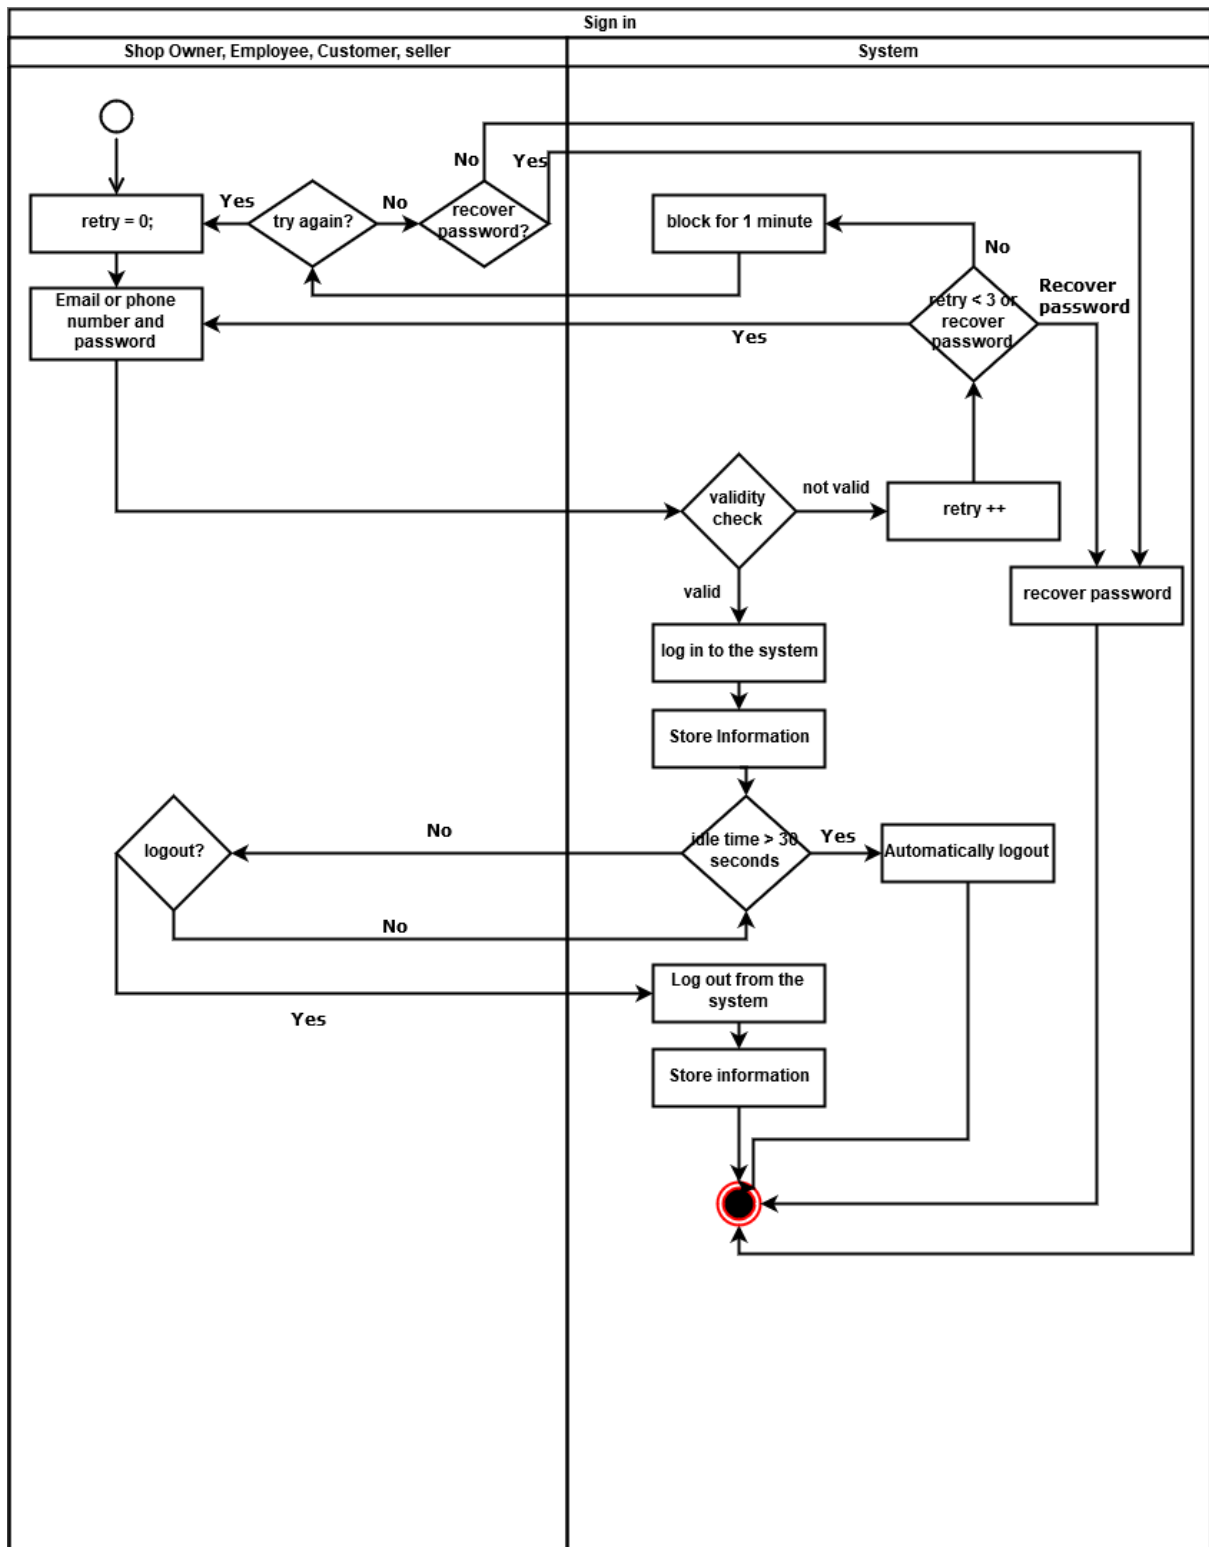 Sign in
Shop Owner, Employee, Customer, seller
System
No
Yes
Yes
try again?
No
recover
password?
retry = 0;
block for 1 minute
No
Recover
password
Email or phone
number and
password
retry < 3 or
recover
password
Yes
validity
check
not valid
retry ++
valid
recover password
log in to the system
Store Information
No
logout?
idle time > 30
seconds
Yes
Automatically logout
No
Log out from the
system
Yes
Store information